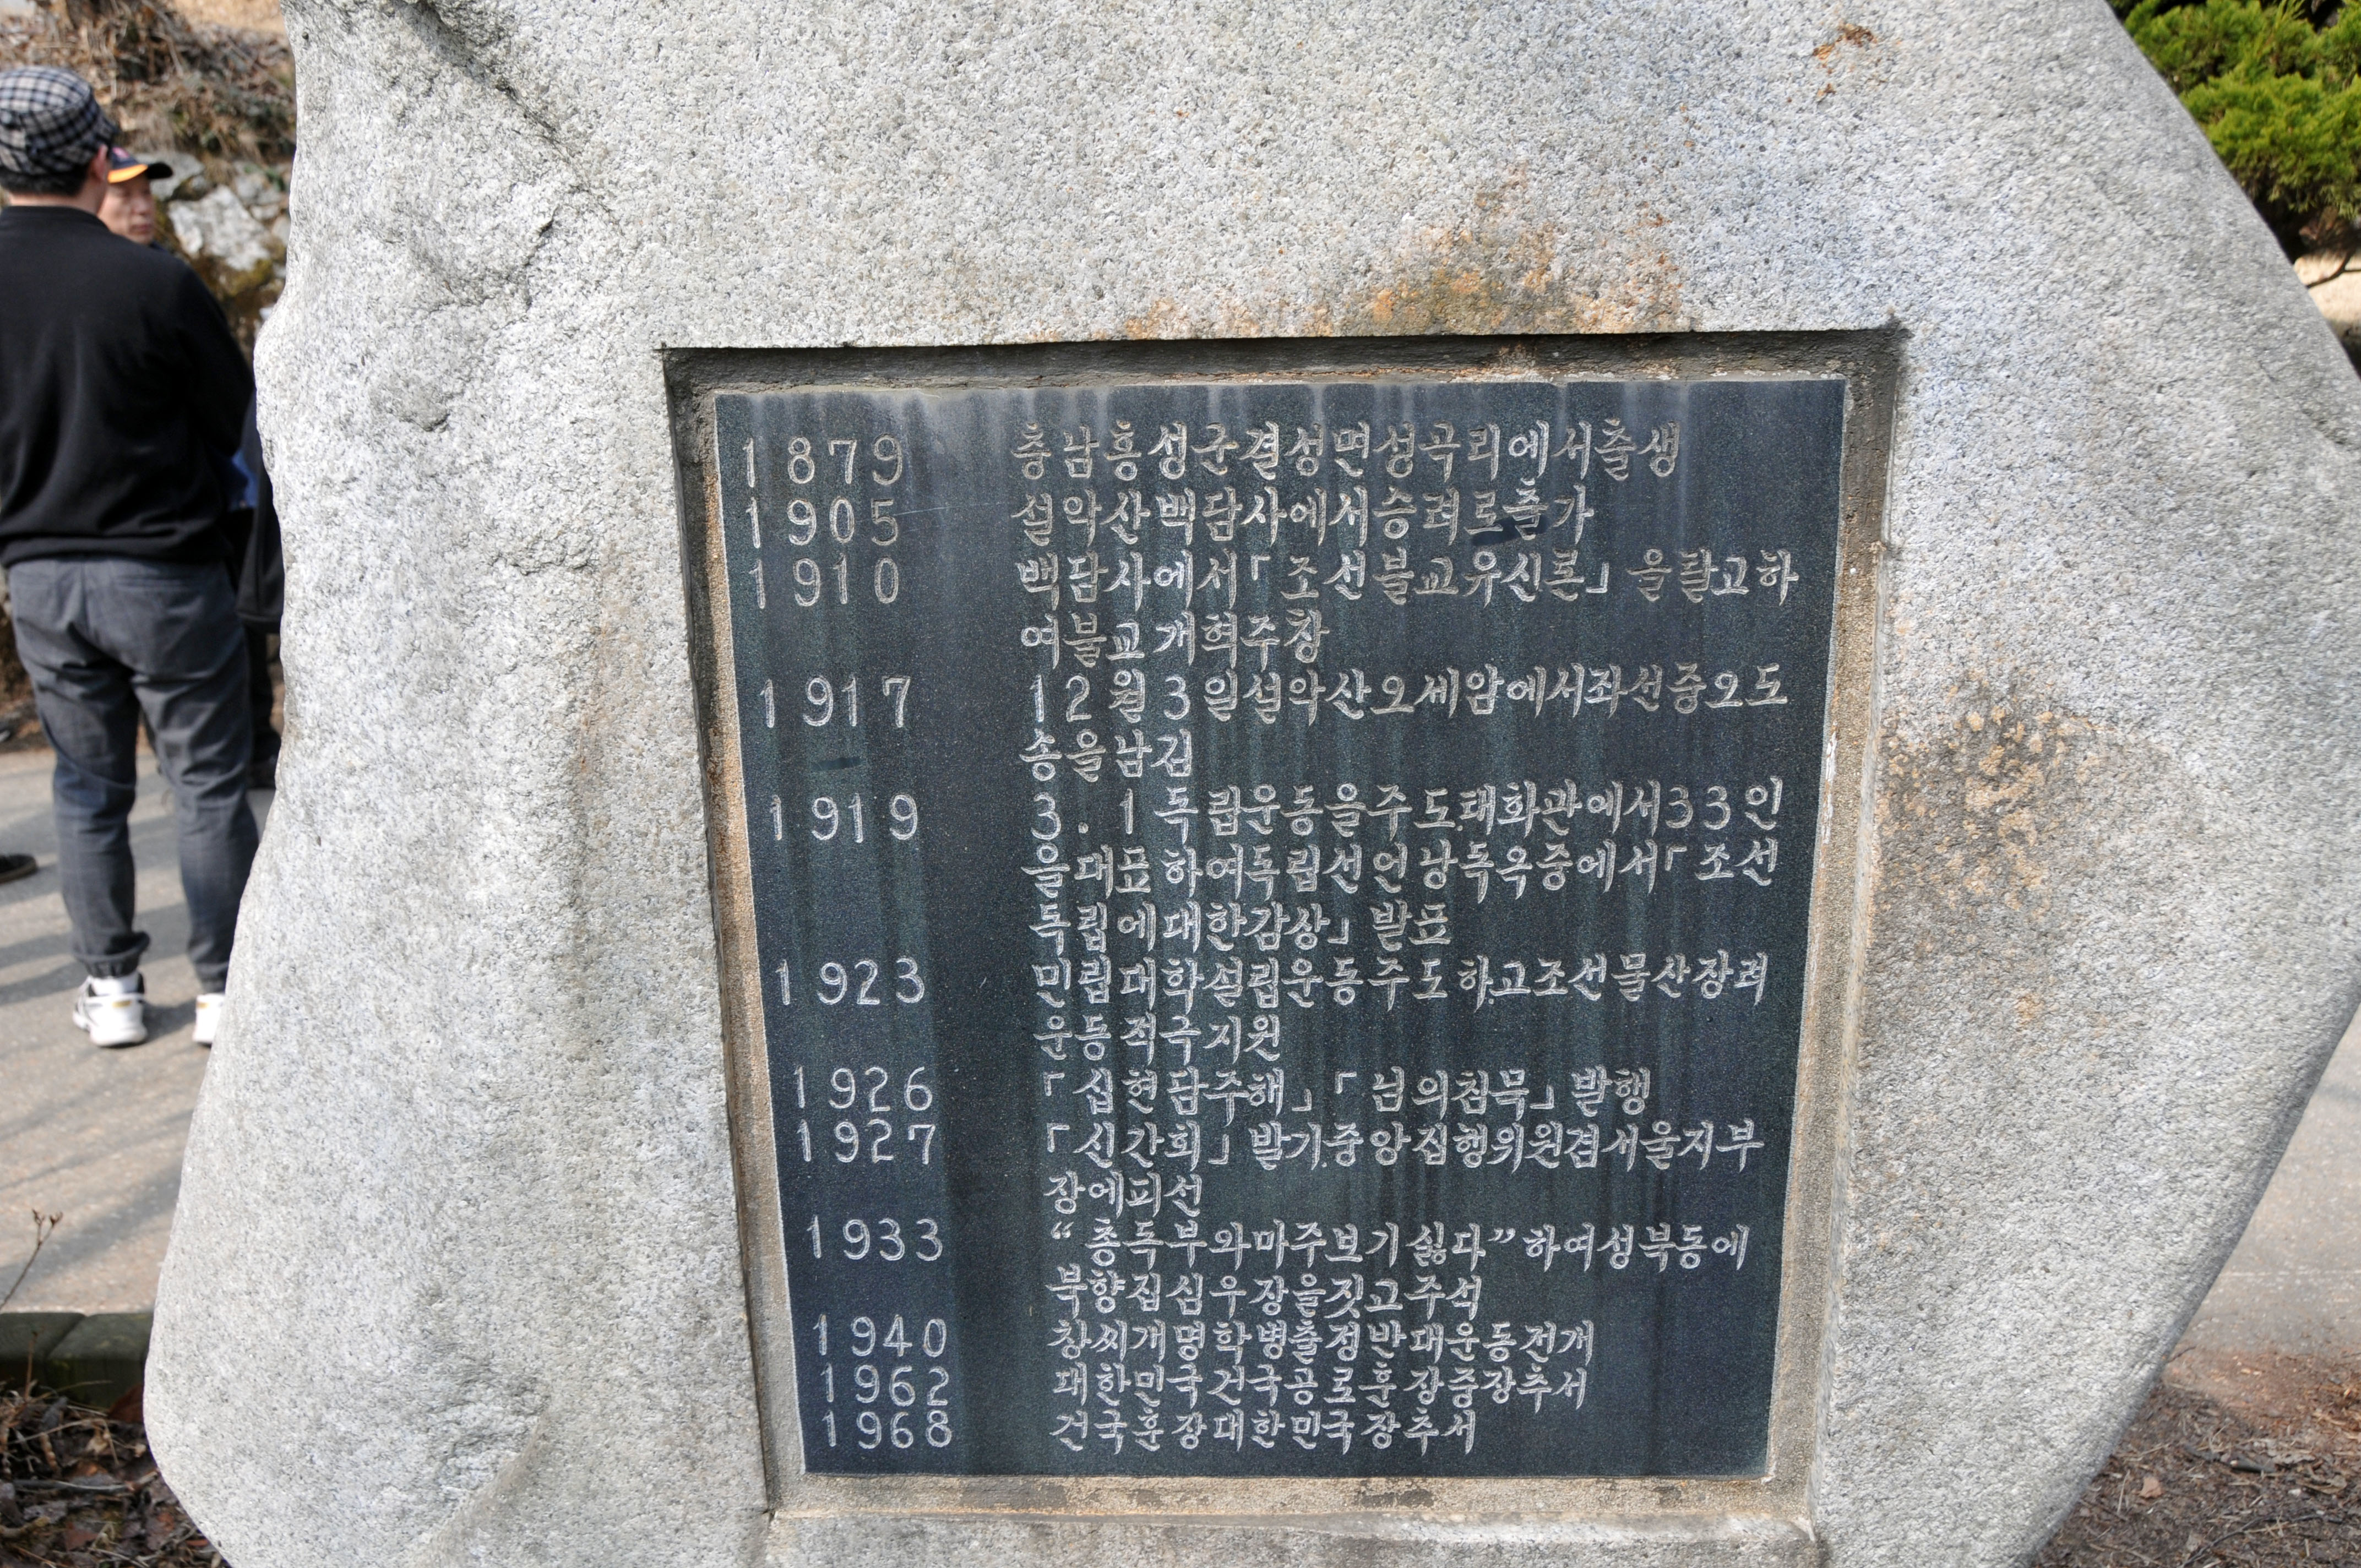 1879 충남홍성군결성면성곡리에서출생
1905 설악산백담사에서승려로출가
1910 백담사에서「조선불교유신론」을탈고하
여불교개혁주창
1917 12월3일설악산오세암에서좌선중오도
송을남김
1919 3.1독립운동을주도.태화관에서33인
을대표하여독립선언낭독옥중에서「조선
독립에대한감상」발표
1923 민립대학설립운동주도하고조선물산장려
운동적극지원
1926 「십현담주해」「님의침묵」발행
1927 「신간회」발기.중앙집행위원겸서울지부
장에피선
1933 “총독부와마주보기싫다”하여성북동에
북향집심우장을짓고주석
1940 창씨개명학병출정반대운동전개
1962 대한민국건국공로훈장중장추서
1968 건국훈장대한민국장추서